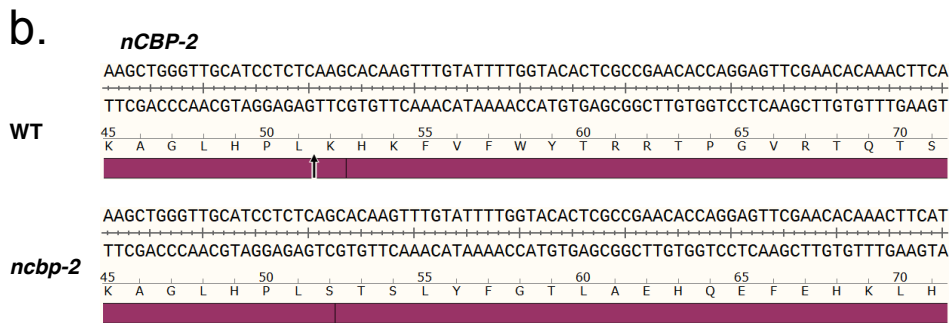 b.
nCBP-2
AAGCTGGGTTGCATCCTCTCAAGCACAAGTTTGTATTTTGGTACACTCGCCGAACACCAGGAGTTCGAACACAAACTTCA
TTCGACCCAACGTAGGAGAGTTCGTGTTCAAACATAAAACCATGTGAGCGGCTTGTGGTCCTCAAGCTTGTGTTTGAAGT
WT
45 50 55 60 65 70
K A G L H P L K H K F V F W Y T R R T P G V R T Q T S
AAGCTGGGTTGCATCCTCTCAGCACAAGTTTGTATTTTGGTACACTCGCCGAACACCAGGAGTTCGAACACAAACTTCAT
TTCGACCCAACGTAGGAGAGTCGTGTTCAAACATAAAACCATGTGAGCGGCTTGTGGTCCTCAAGCTTGTGTTTGAAGTA
ncbp-2
45 50 55 60 65 70
K A G L H P L S T S L Y F G T L A E H Q E F E H K L H